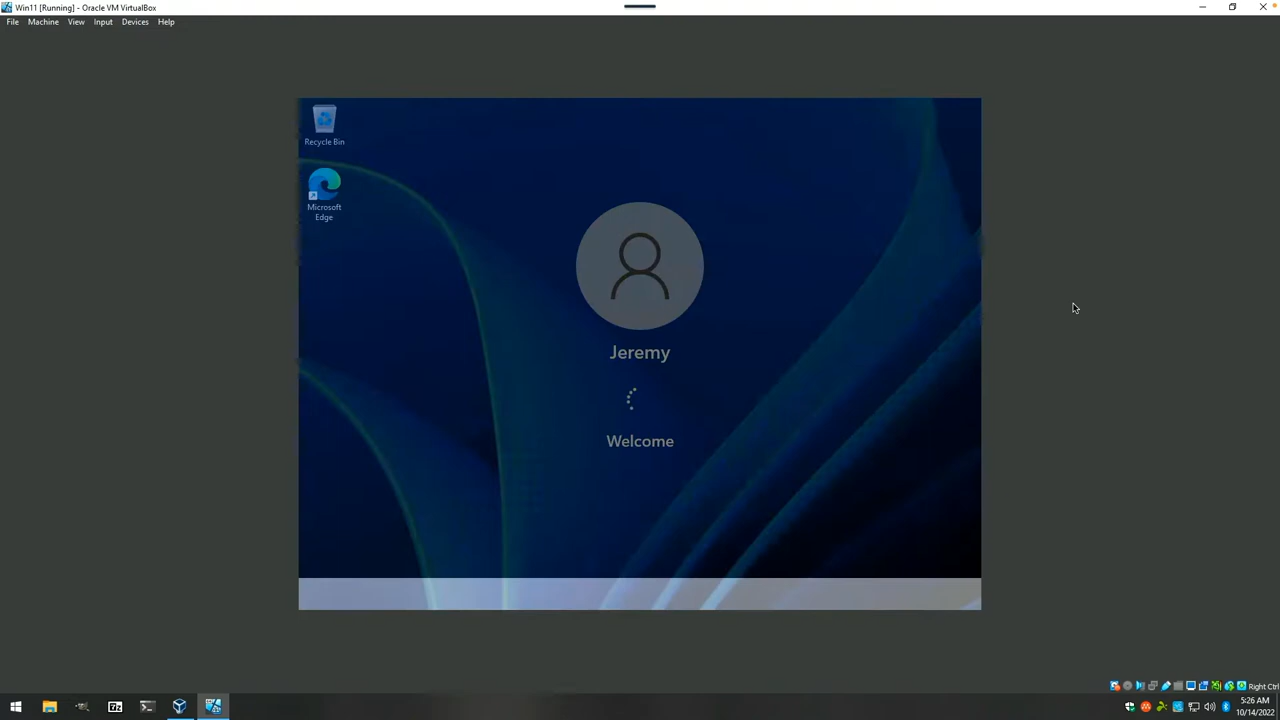 Win11 [Running] - Oracle VM VirtualBox
File Machine View Input Devices Help
Recycle Bin
Microsoft
Edge
Jeremy
Welcome
Right Ctrl
5:26 AM
10/14/2022